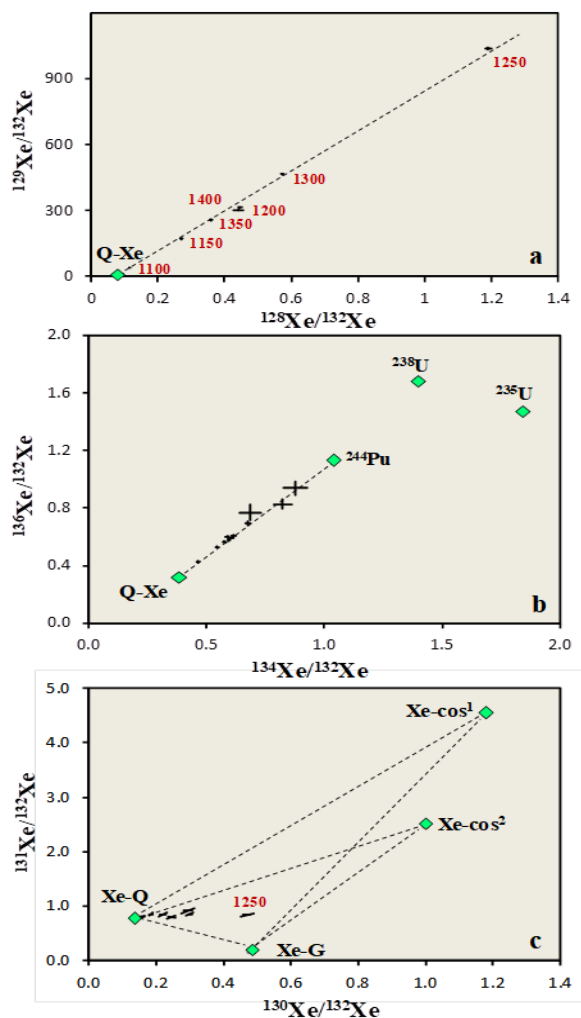 900
600
300
0
129Xe/132Xe
1250
1300
1400
1200
1350
1150
Q-Xe
1100
a
0 0.2 0.4 0.6 0.8 1 1.2 1.4
128Xe/132Xe
2.0
1.6
1.2
0.8
0.4
0.0
136Xe/132Xe
238U
235U
244Pu
Q-Xe
b
0.0 0.5 1.0 1.5 2.0
134Xe/132Xe
5.0
4.0
3.0
2.0
1.0
0.0
131Xe/132Xe
Xe-cos1
Xe-cos2
Xe-Q
1250
Xe-G
c
0.0 0.2 0.4 0.6 0.8 1.0 1.2 1.4
130Xe/132Xe